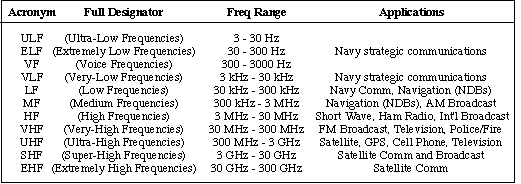 Acronym Full Designator Freq Range Applications
ULF (Ultra-Low Frequencies) 3 - 30 Hz
ELF (Extremely Low Frequencies) 30 - 300 Hz Navy strategic communications
VF (Voice Frequencies) 300 - 3000 Hz
VLF (Very-Low Frequencies) 3 kHz - 30 kHz Navy strategic communications
LF (Low Frequencies) 30 kHz - 300 kHz Navy Comm, Navigation (NDBs)
MF (Medium Frequencies) 300 kHz - 3 MHz Navigation (NDBs), AM Broadcast
HF (High Frequencies) 3 MHz - 30 MHz Short Wave, Ham Radio, Int'l Broadcast
VHF (Very-High Frequencies) 30 MHz - 300 MHz FM Broadcast, Television, Police/Fire
UHF (Ultra-High Frequencies) 300 MHz - 3 GHz Satellite, GPS, Cell Phone, Television
SHF (Super-High Frequencies) 3 GHz - 30 GHz Satellite Comm and Broadcast
EHF (Extremely High Frequencies) 30 GHz - 300 GHz Satellite Comm